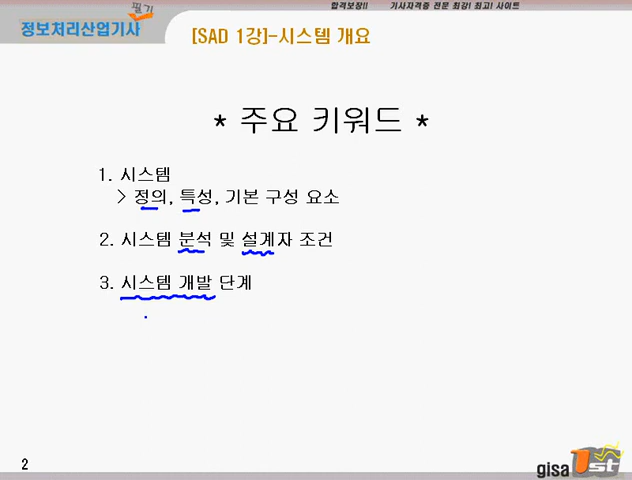 합격보장!! 기사자격증 전문 최강! 최고! 사이트
필기
정보처리산업기사
[SAD 1강]-시스템 개요
* 주요 키워드 *
1. 시스템
> 정의, 특성, 기본 구성 요소
2. 시스템 분석 및 설계자 조건
3. 시스템 개발 단계
2
gisa 1st